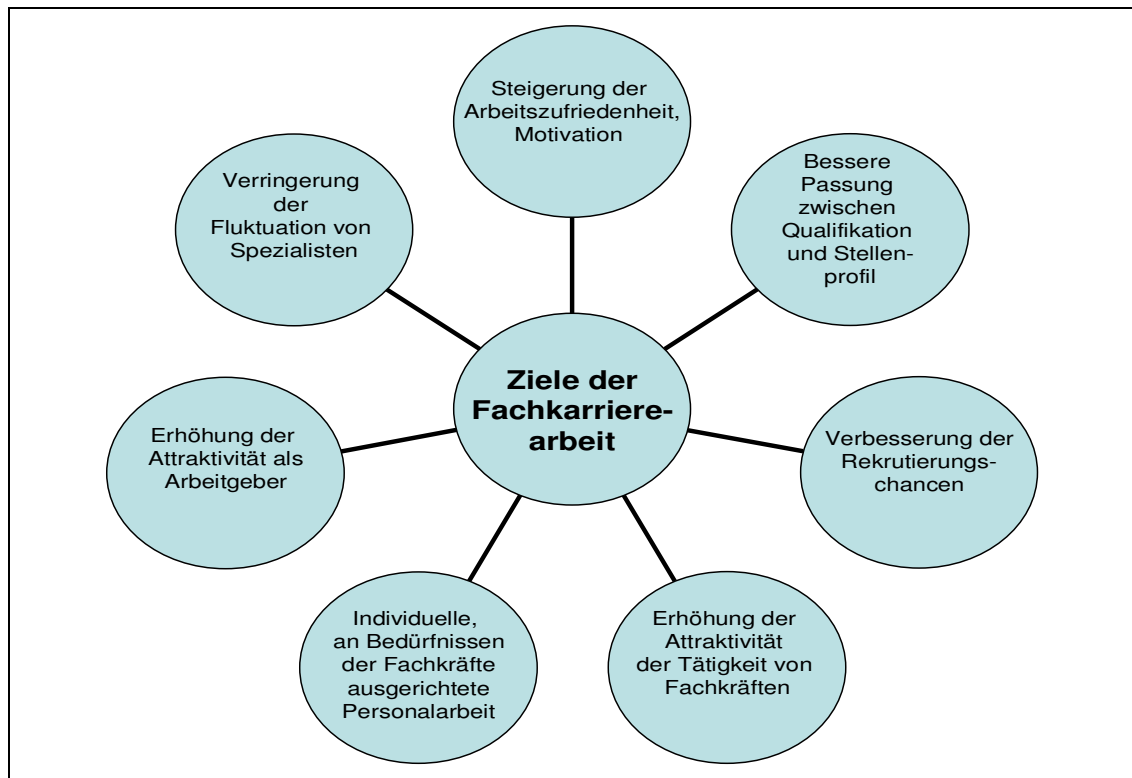 Steigerung der
Arbeitszufriedenheit,
Motivation
Bessere
Passung
zwischen
Qualifikation
und Stellen-
profil
Verbesserung der
Rekrutierungs-
chancen
Erhöhung der
Attraktivität
der Tätigkeit von
Fachkräften
Individuelle,
an Bedürfnissen
der Fachkräfte
ausgerichtete
Personalarbeit
Erhöhung der
Attraktivität als
Arbeitgeber
Verringerung
der
Fluktuation von
Spezialisten
Ziele der
Fachkarriere-
arbeit